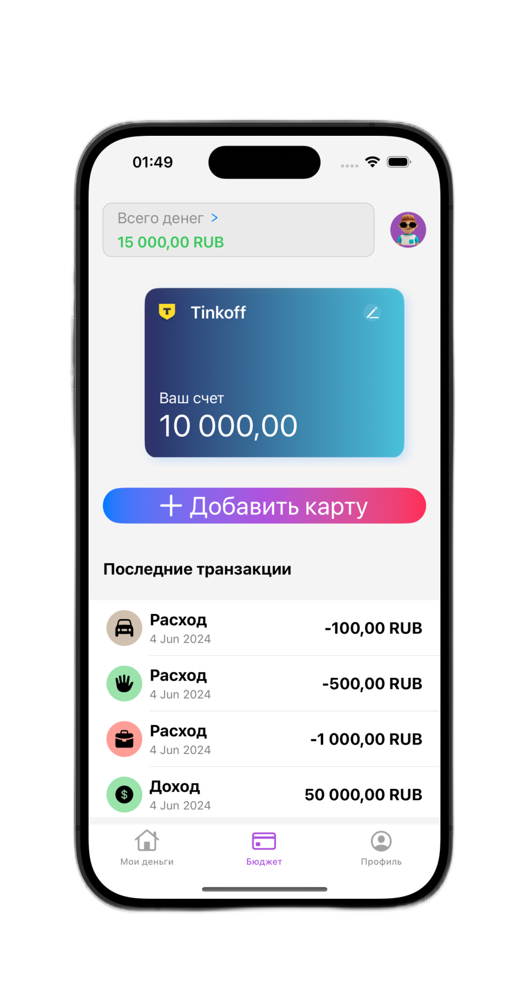 01:49
Всего денег >
15 000,00 RUB
T Tinkoff
Ваш счет
10 000,00
+ Добавить карту
Последние транзакции
Расход
4 Jun 2024
-100,00 RUB
Расход
4 Jun 2024
-500,00 RUB
Расход
4 Jun 2024
-1 000,00 RUB
$
Доход
4 Jun 2024
50 000,00 RUB
Мои деньги
Бюджет
Профиль